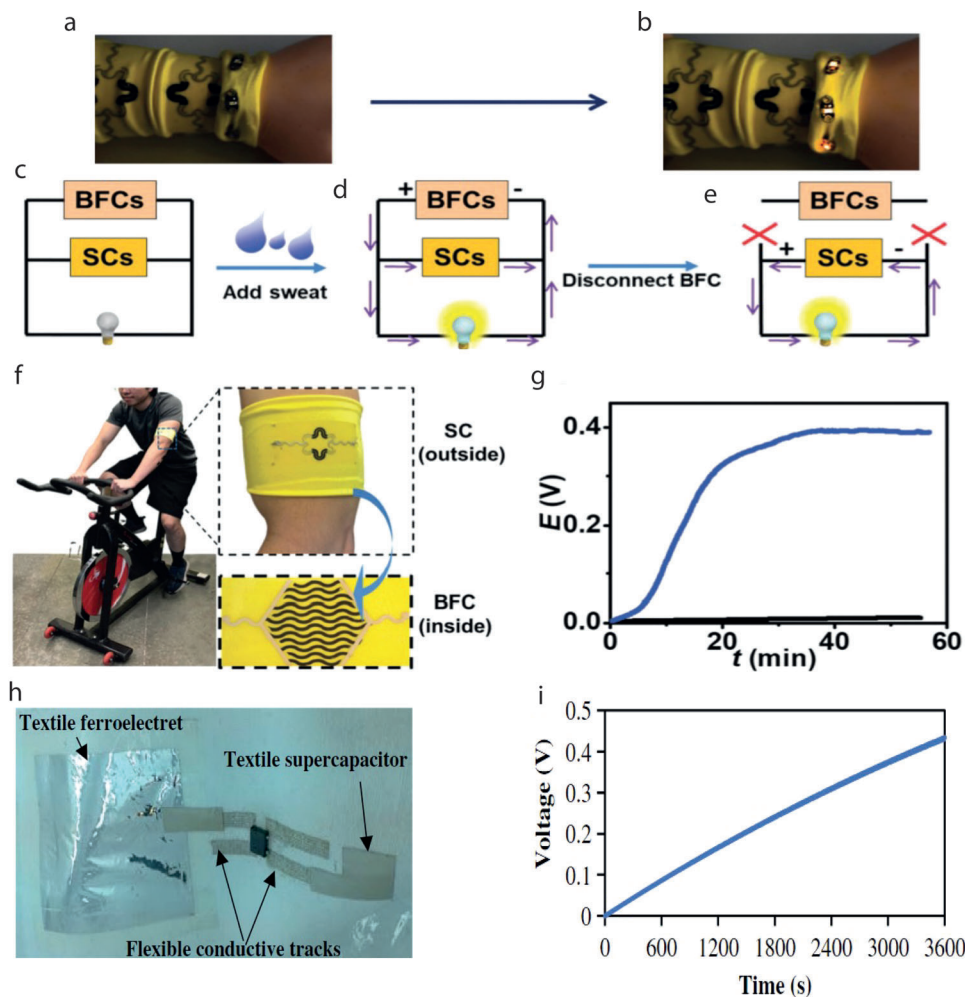 a
b
c
BFCs
SCs
Add sweat
d
+ BFCs -
SCs
Disconnect BFC
e
BFCs
+ SCs -
f
SC
(outside)
BFC
(inside)
g
0.4
0.2
0.0
E (V)
0 20 40 60
t (min)
h
Textile ferroelectret
Textile supercapacitor
Flexible conductive tracks
i
0.5
0.4
0.3
0.2
0.1
0
Voltage (V)
0 600 1200 1800 2400 3000 3600
Time (s)